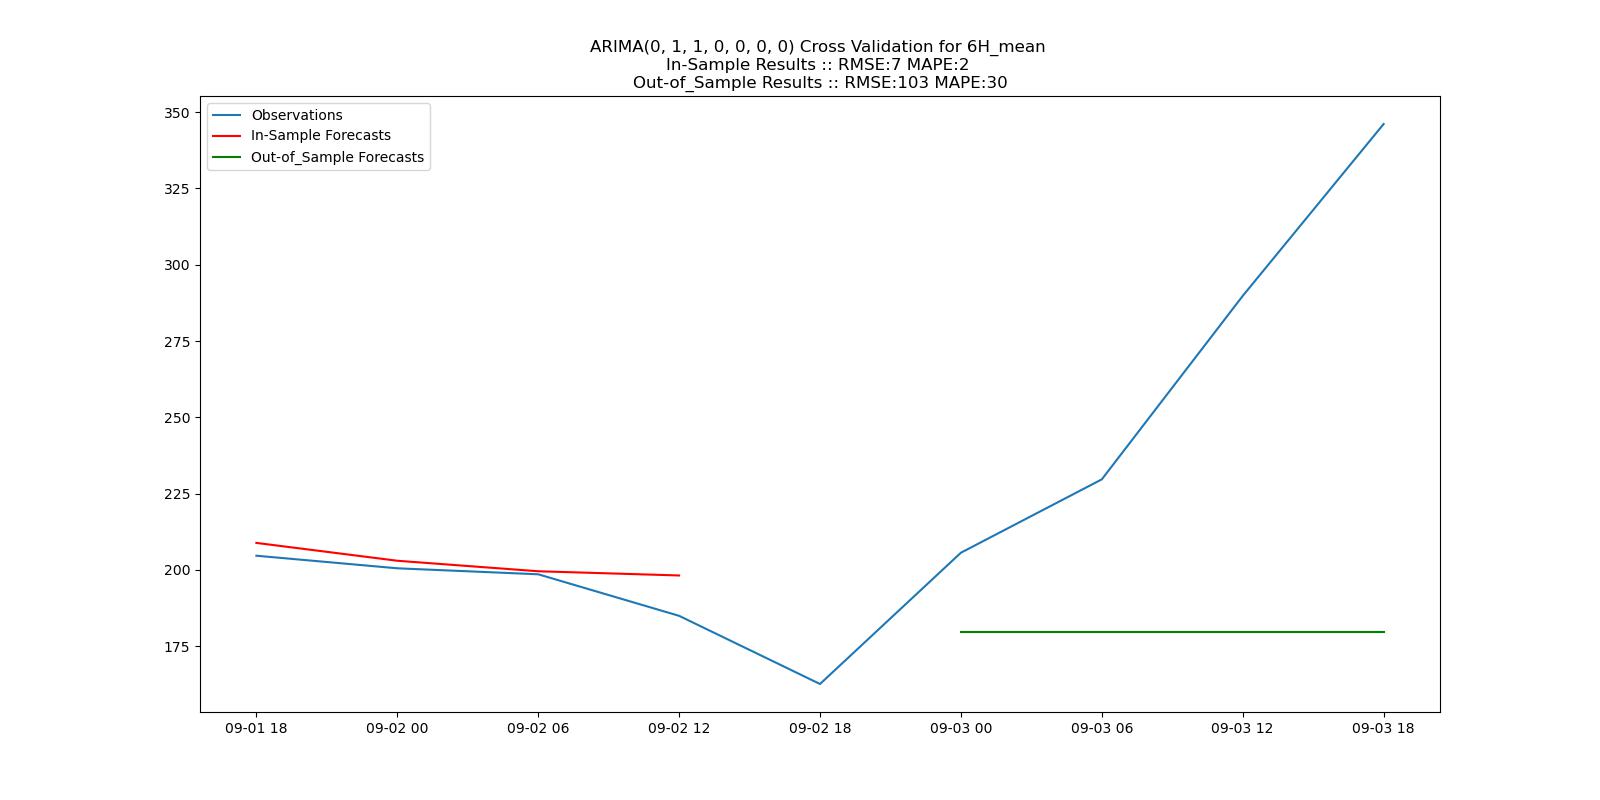 ARIMA(0, 1, 1, 0, 0, 0, 0) Cross Validation for 6H_mean
In-Sample Results :: RMSE:7 MAPE:2
Out-of_Sample Results :: RMSE:103 MAPE:30
Observations
In-Sample Forecasts
Out-of_Sample Forecasts
350
325
300
275
250
225
200
175
09-01 18
09-02 00
09-02 06
09-02 12
09-02 18
09-03 00
09-03 06
09-03 12
09-03 18